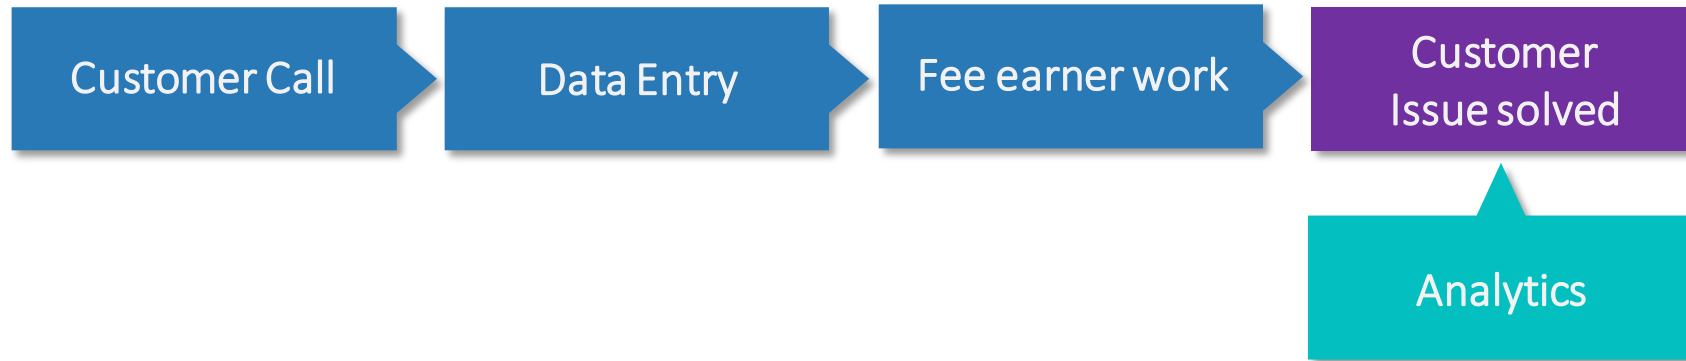 Customer Call
Data Entry
Fee earner work
Customer
Issue solved
Analytics